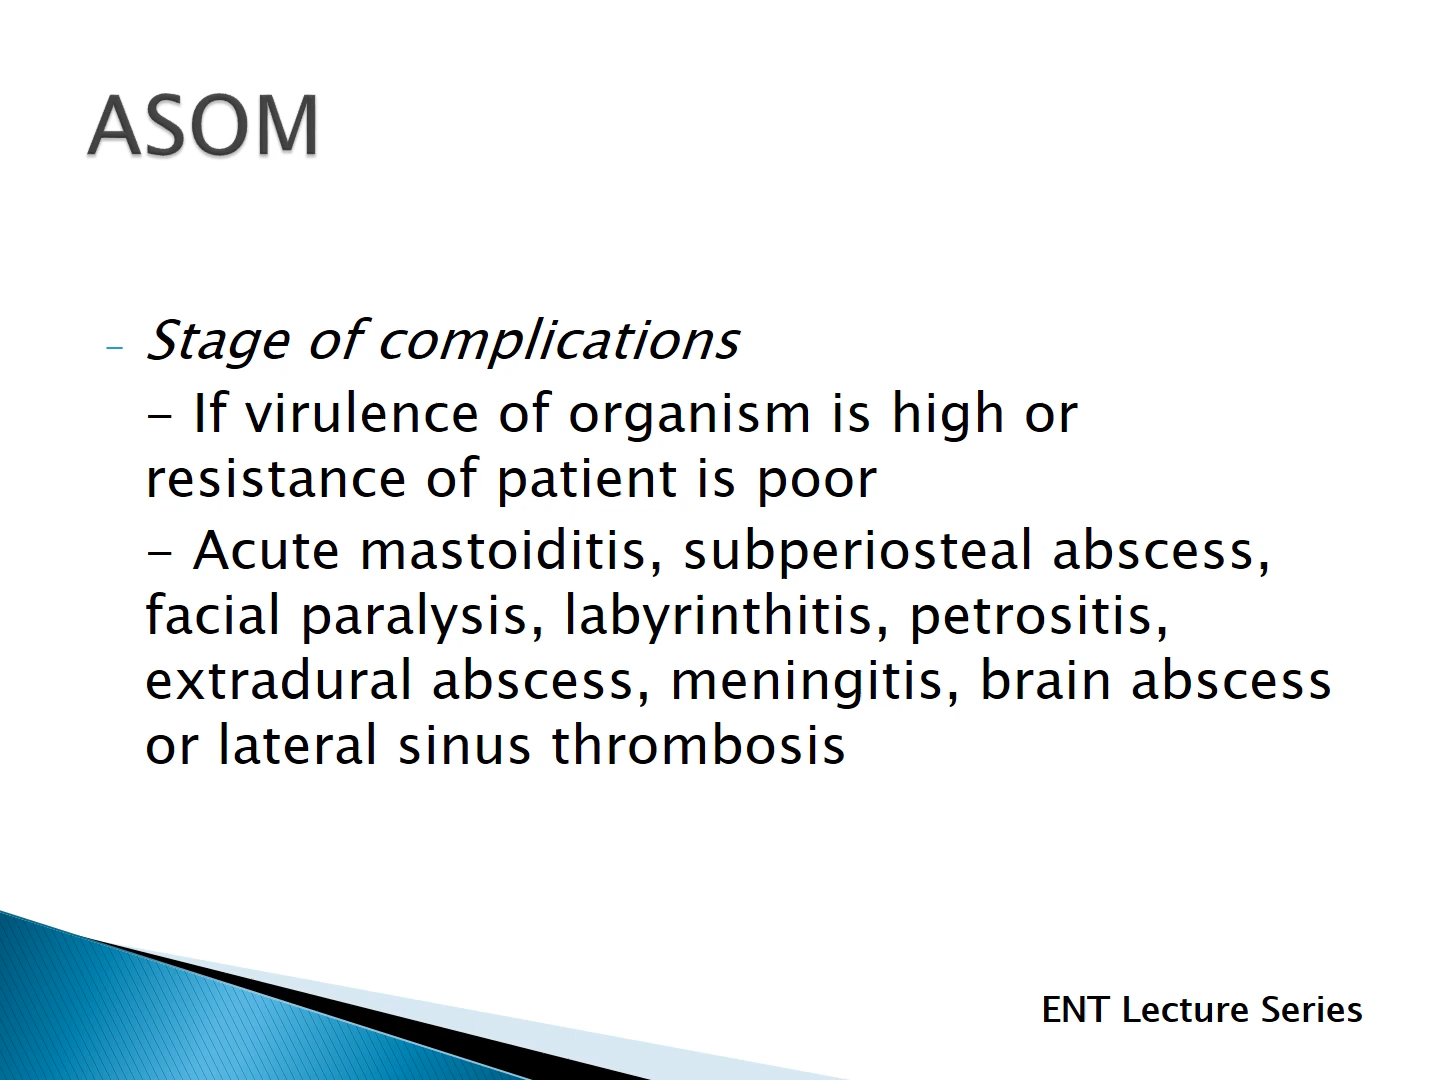 ASOM
– Stage of complications
– If virulence of organism is high or
resistance of patient is poor
– Acute mastoiditis, subperiosteal abscess,
facial paralysis, labyrinthitis, petrositis,
extradural abscess, meningitis, brain abscess
or lateral sinus thrombosis
ENT Lecture Series